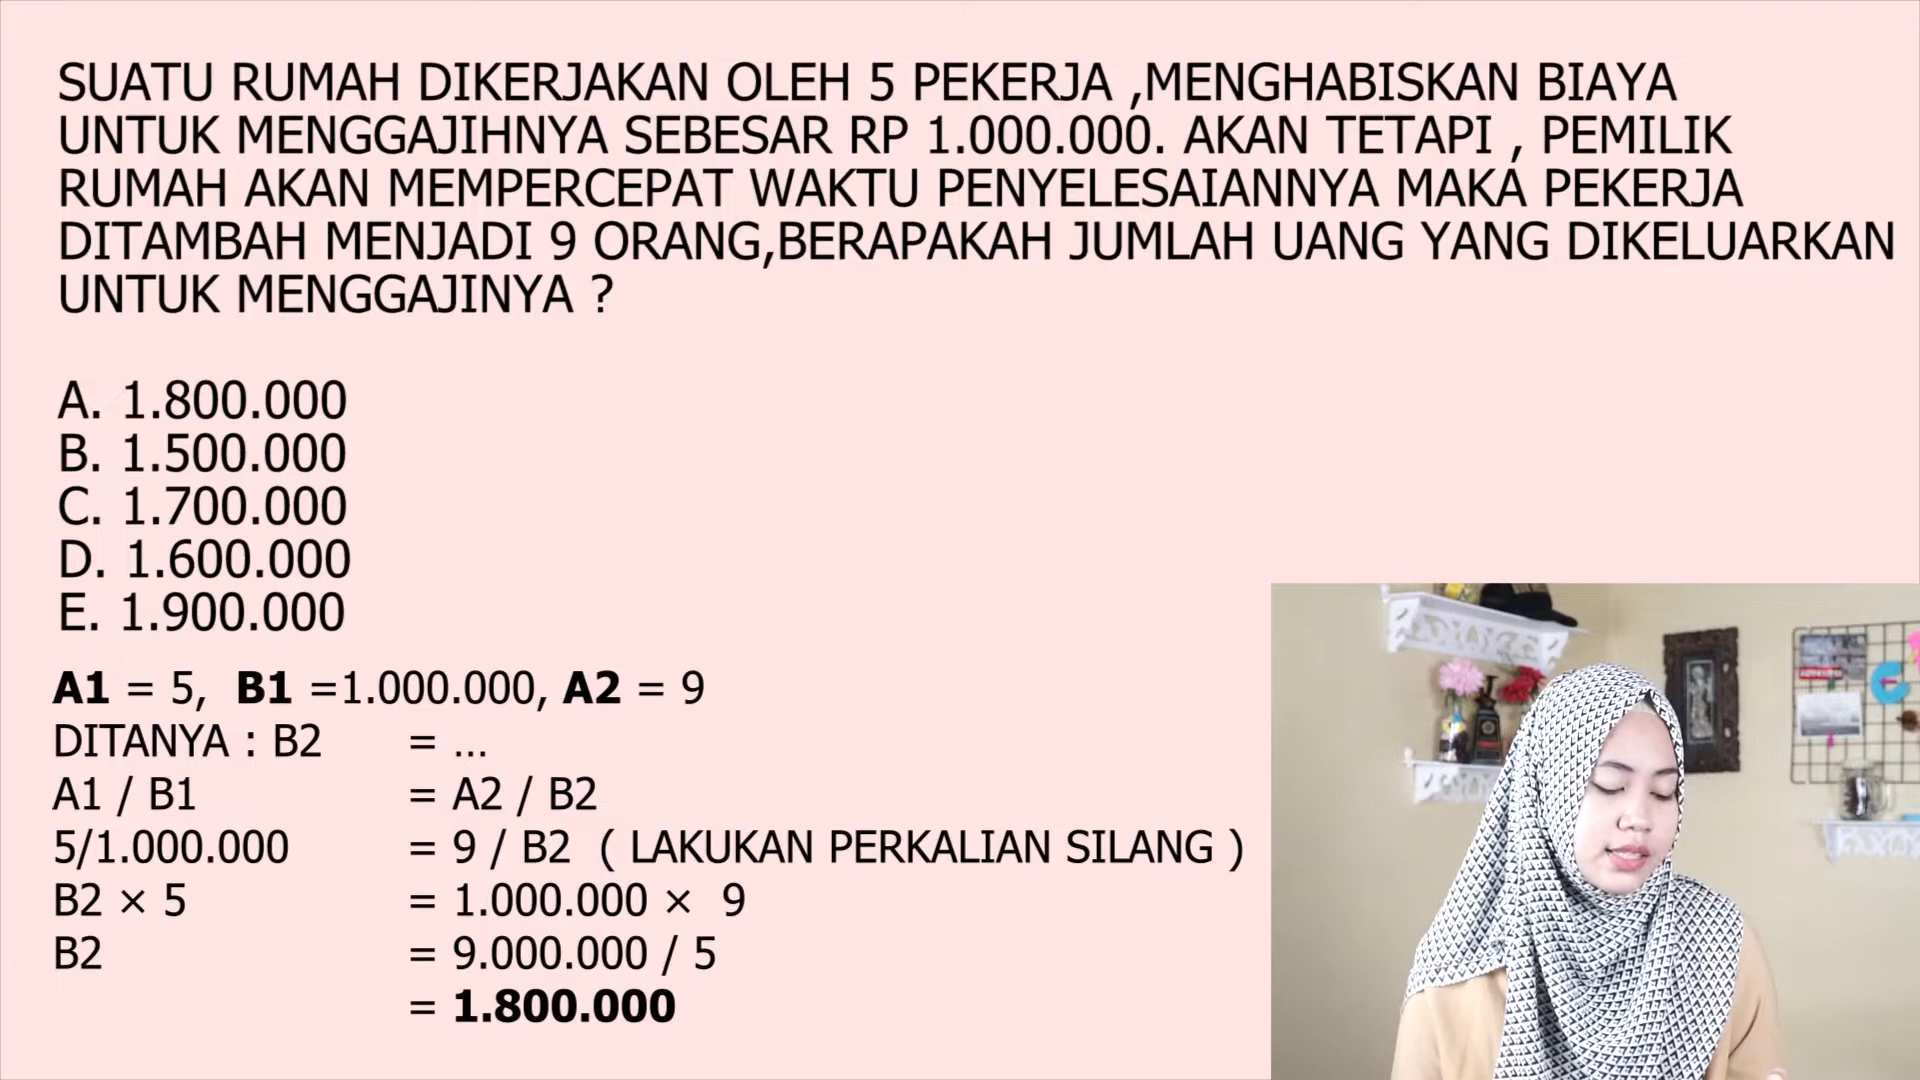 SUATU RUMAH DIKERJAKAN OLEH 5 PEKERJA ,MENGHABISKAN BIAYA
UNTUK MENGGAJIHNYA SEBESAR RP 1.000.000. AKAN TETAPI , PEMILIK
RUMAH AKAN MEMPERCEPAT WAKTU PENYELESAIANNYA MAKA PEKERJA
DITAMBAH MENJADI 9 ORANG,BERAPAKAH JUMLAH UANG YANG DIKELUARKAN
UNTUK MENGGAJINYA ?
A. 1.800.000
B. 1.500.000
C. 1.700.000
D. 1.600.000
E. 1.900.000
A1 = 5, B1 =1.000.000, A2 = 9
DITANYA : B2 = ...
A1 / B1 = A2 / B2
5/1.000.000 = 9 / B2 ( LAKUKAN PERKALIAN SILANG )
B2 × 5 = 1.000.000 × 9
B2 = 9.000.000 / 5
= 1.800.000